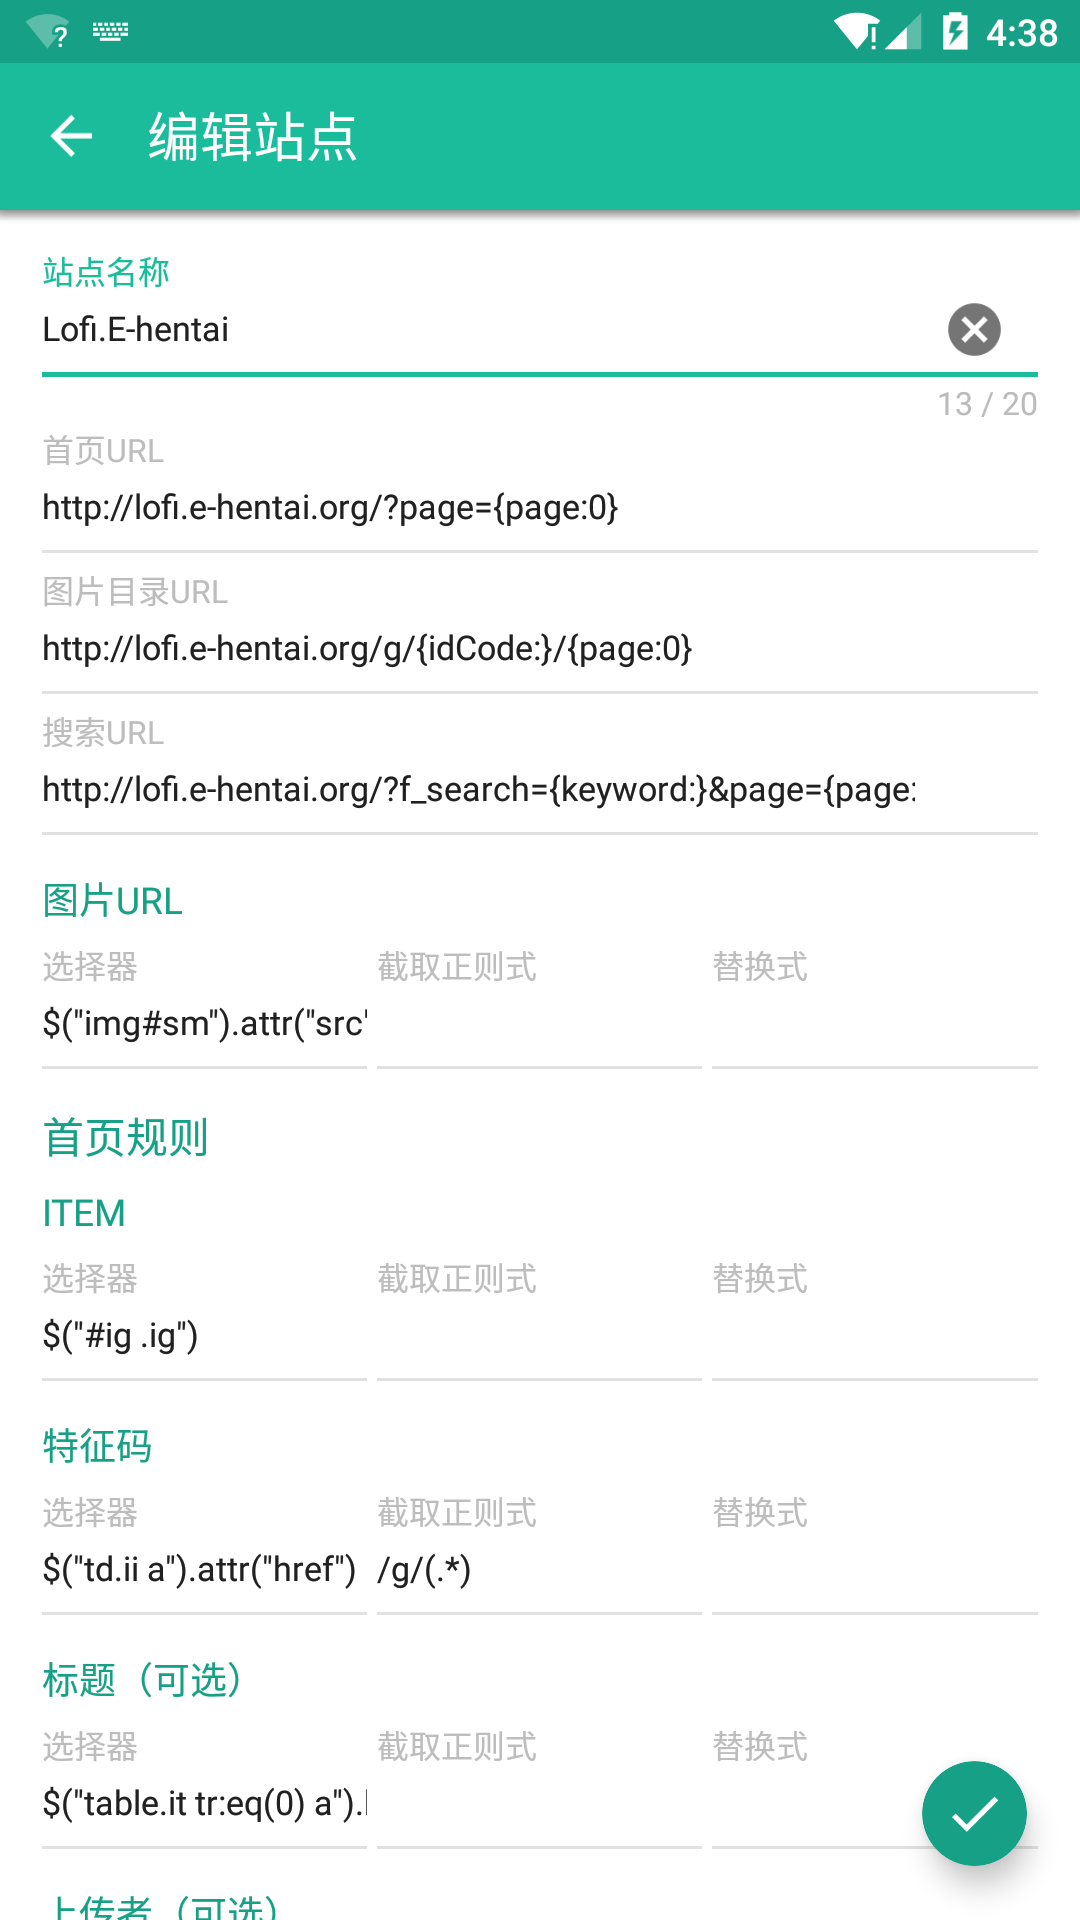 4:38
编辑站点
站点名称
Lofi.E-hentai
13 / 20
首页URL
http://lofi.e-hentai.org/?page={page:0}
图片目录URL
http://lofi.e-hentai.org/g/{idCode:}/{page:0}
搜索URL
http://lofi.e-hentai.org/?f_search={keyword:}&page={page:
图片URL
选择器 截取正则式 替换式
$("img#sm").attr("src"
首页规则
ITEM
选择器 截取正则式 替换式
$("#ig .ig")
特征码
选择器 截取正则式 替换式
$("td.ii a").attr("href") /g/(.*)
标题（可选）
选择器 截取正则式 替换式
$("table.it tr:eq(0) a").
上传者（可选）